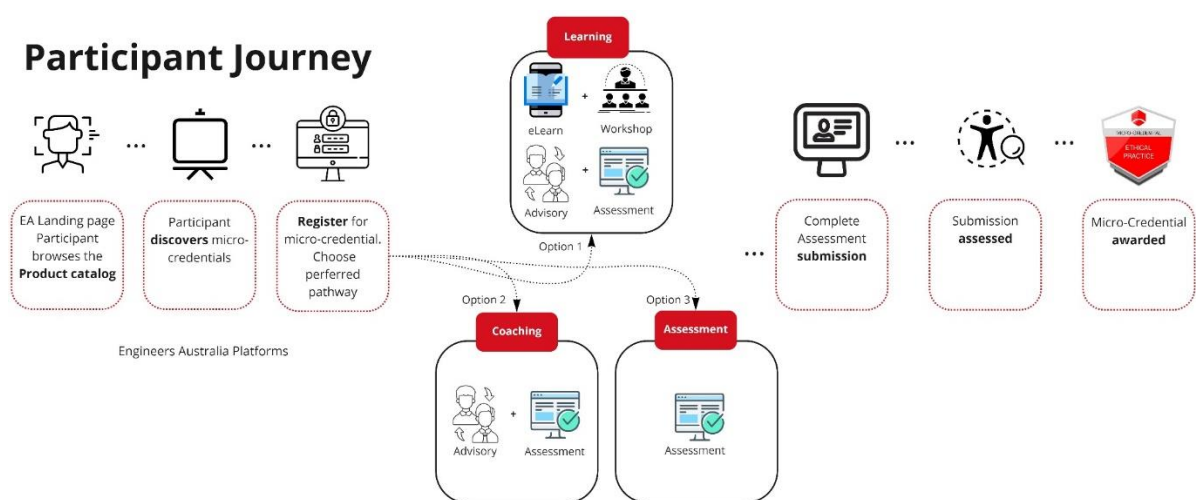 Participant Journey
Learning
eLearn
+
Workshop
+
Advisory
Assessment
Option 1
...
...
EA Landing page
Participant
browses the
Product catalog
Participant
discovers micro-
credentials
Register for
micro-credential.
Choose
perferred
pathway
Engineers Australia Platforms
Option 2
Coaching
Advisory
+
Assessment
Option 3
Assessment
Assessment
...
...
...
MICRO-CREDENTIAL
ETHICAL
PRACTICE
Complete
Assessment
submission
Submission
assessed
Micro-Credential
awarded